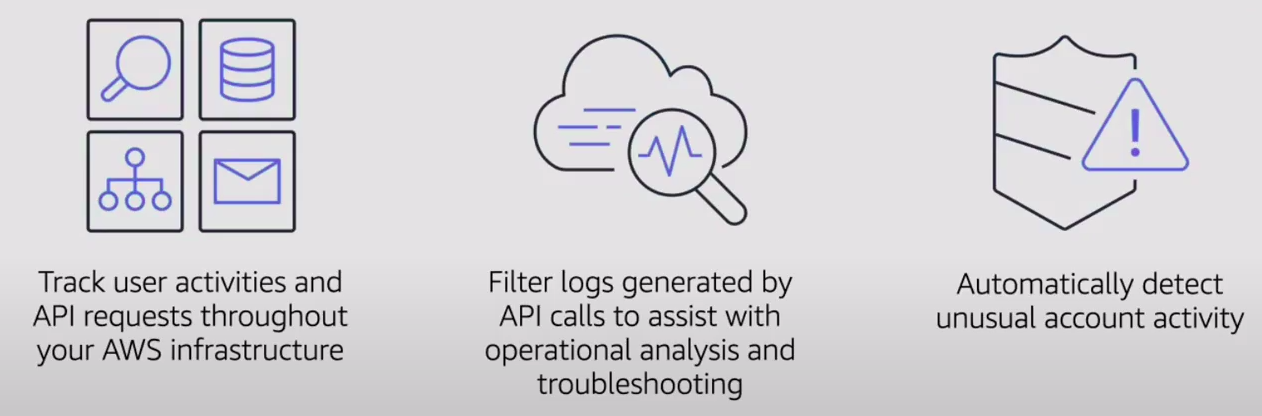 Track user activities and
API requests throughout
your AWS infrastructure
Filter logs generated by
API calls to assist with
operational analysis and
troubleshooting
Automatically detect
unusual account activity